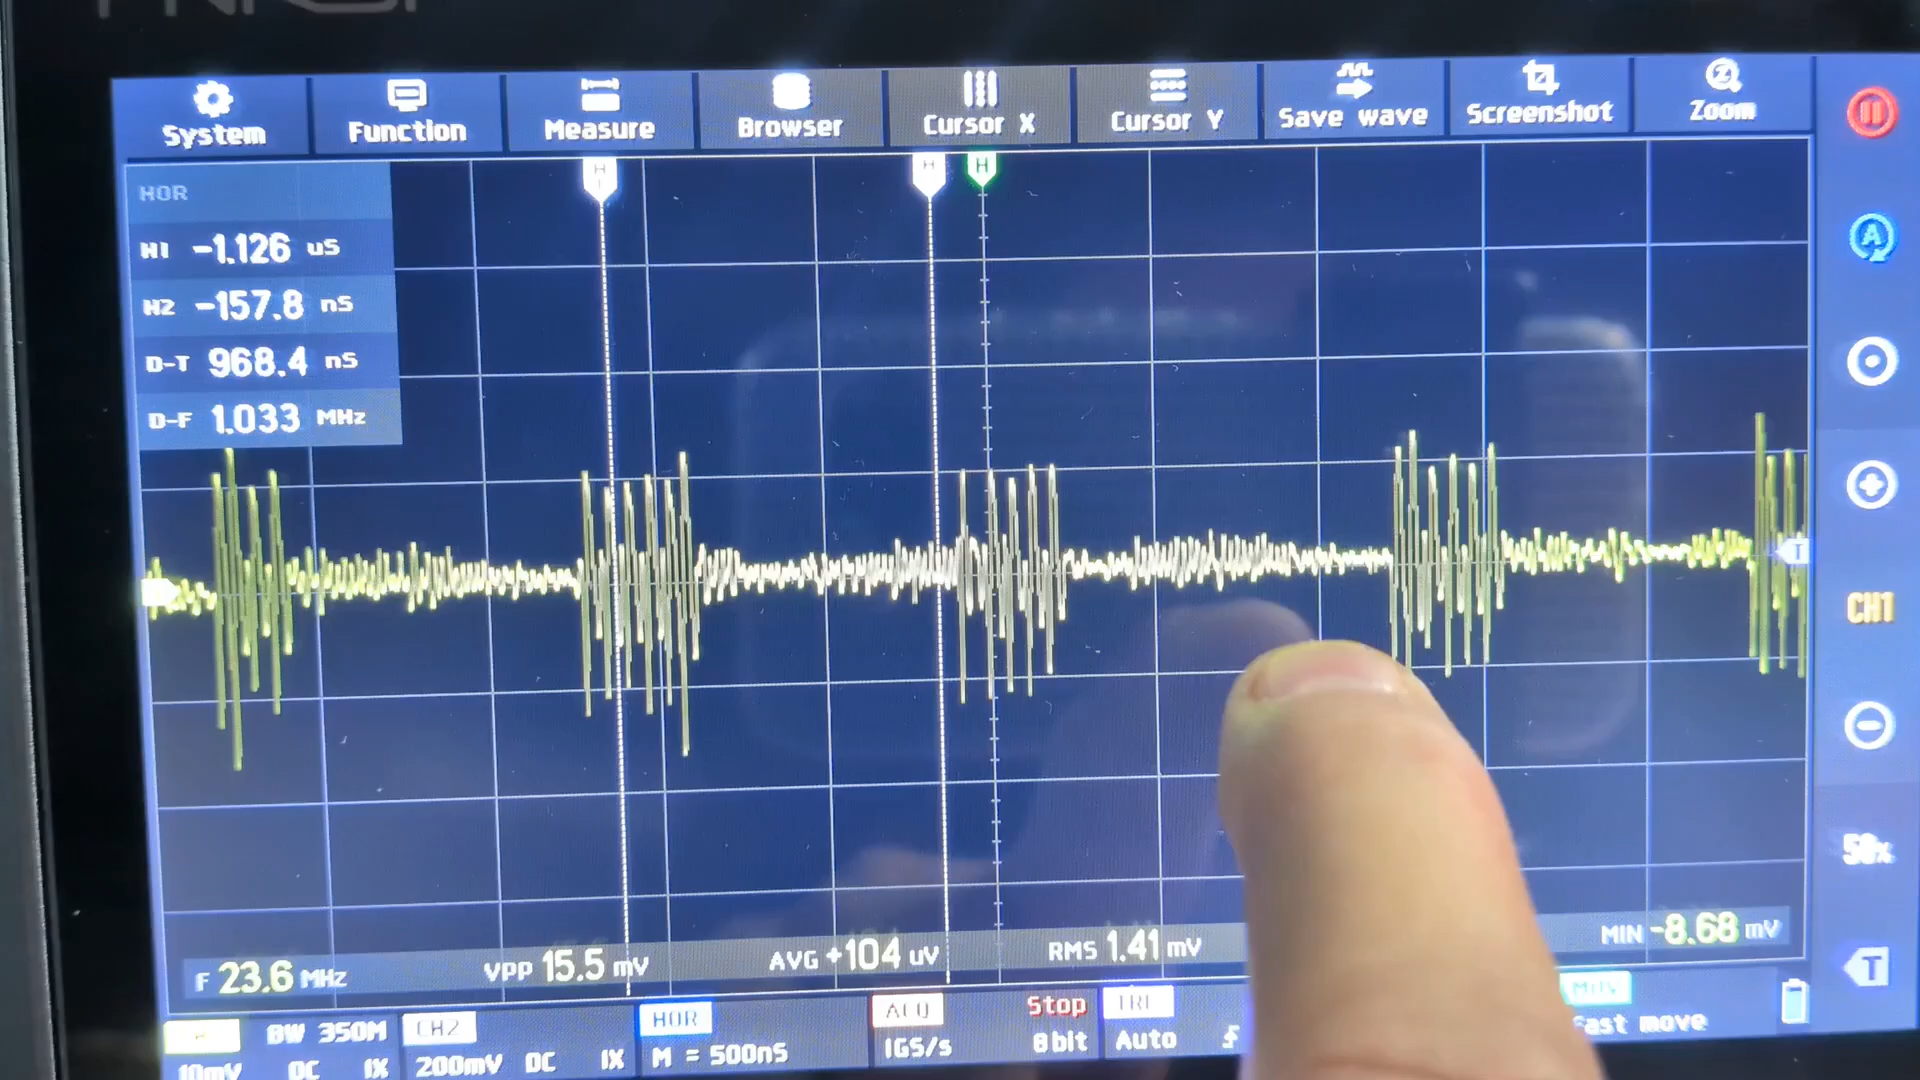 System Function Measure Browser Cursor X Cursor Y Save wave Screenshot Zoom
H H H
HOR
H1 -1.126 uS
H2 -157.8 nS
D-T 968.4 nS
D-F 1.033 MHz
A
T
CH1
50%
T
F 23.6 MHz VPP 15.5 mV AVG +104 uV RMS 1.41 mV MIN -8.68 mV
BW 350M CH2 HOR ACQ Stop
10mV DC 1X 200mV DC 1X M = 500nS 1GS/s 8bit Auto Fast move